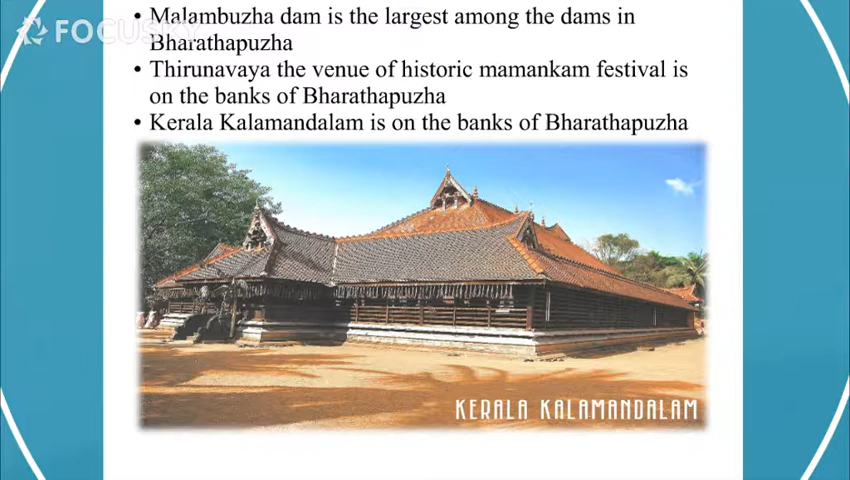 FOCUSKY
• Malambuzha dam is the largest among the dams in
Bharathapuzha
• Thirunavaya the venue of historic mamankam festival is
on the banks of Bharathapuzha
• Kerala Kalamandalam is on the banks of Bharathapuzha
KERALA KALAMANDALAM